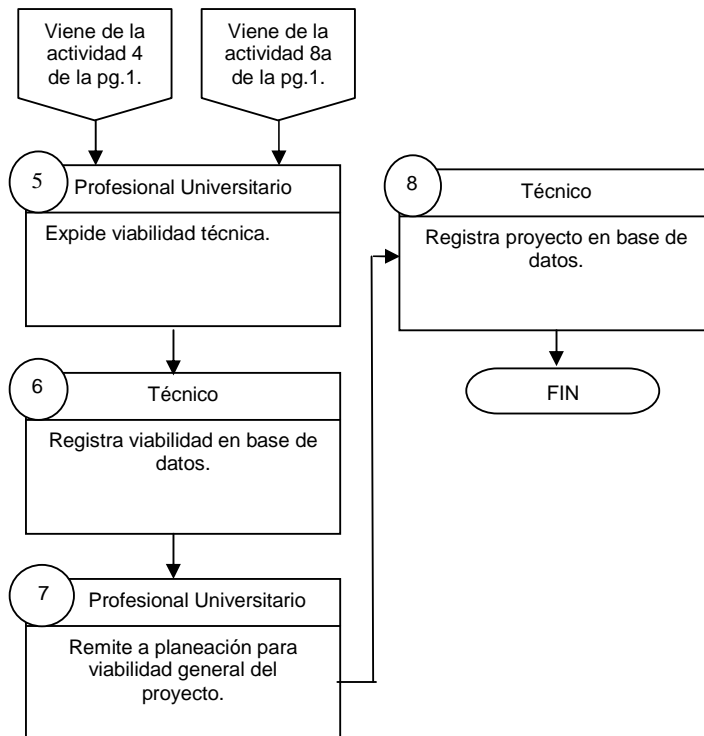 Viene de la
actividad 4
de la pg.1.
Viene de la
actividad 8a
de la pg.1.
5
Profesional Universitario
Expide viabilidad técnica.
6
Técnico
Registra viabilidad en base de
datos.
7
Profesional Universitario
Remite a planeación para
viabilidad general del
proyecto.
8
Técnico
Registra proyecto en base de
datos.
FIN